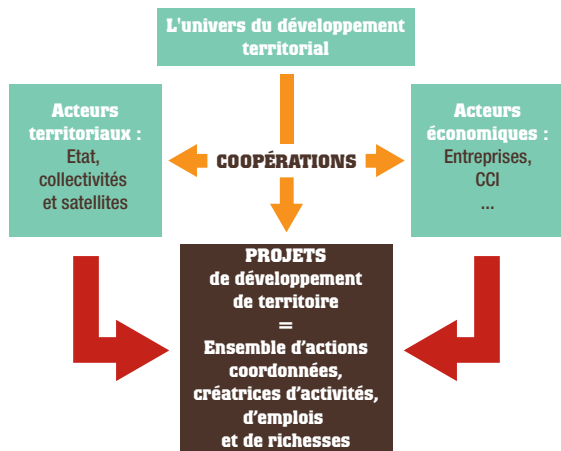 L'univers du développement
territorial
Acteurs
territoriaux :
Etat,
collectivités
et satellites
COOPÉRATIONS
Acteurs
économiques :
Entreprises,
CCI
...
PROJETS
de développement
de territoire
=
Ensemble d'actions
coordonnées,
créatrices d'activités,
d'emplois
et de richesses